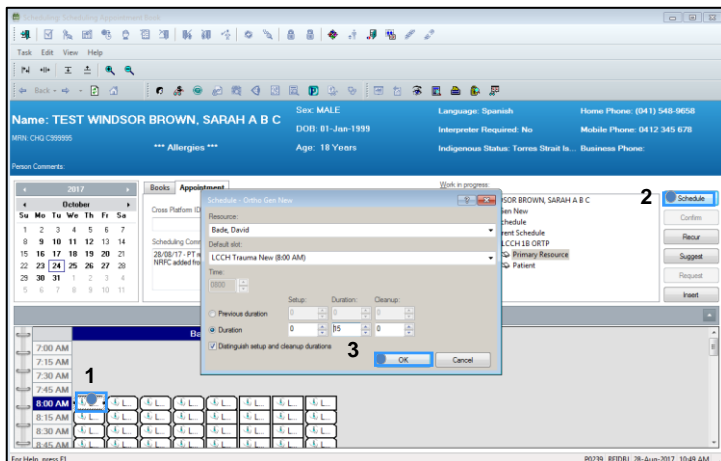 Scheduling: Scheduling Appointment Book
Task Edit View Help
Back
Name: TEST WINDSOR BROWN, SARAH A B C
MRN: CHQ C999995
*** Allergies ***
Person Comments:
Sex: MALE
DOB: 01-Jan-1999
Age: 18 Years
Language: Spanish
Interpreter Required: No
Indigenous Status: Torres Strait Is...
Home Phone: (041) 548-9658
Mobile Phone: 0412 345 678
Business Phone:
2017
October
Su Mo Tu We Th Fr Sa
1 2 3 4 5 6 7
8 9 10 11 12 13 14
15 16 17 18 19 20 21
22 23 24 25 26 27 28
29 30 31 1 2 3 4
5 6 7 8 9 10 11
Books Appointment
Cross Platform ID
Scheduling Comm
28/08/17 - PT
NRFC added fro
Work in progress:
SOR BROWN, SARAH A B C
Gen New
chedule
rent Schedule
LCCH 1B ORTP
Primary Resource
Patient
2
Schedule
Confirm
Recur
Suggest
Request
Insert
Schedule - Ortho Gen New
Resource:
Bade, David
Default slot:
LCCH Trauma New (8:00 AM)
Time:
0800
Setup: Duration: Cleanup:
Previous duration 0 0 0
Duration 0 15 0
Distinguish setup and cleanup durations
3
OK
Cancel
Ba
7:00 AM
7:15 AM
7:30 AM
1
7:45 AM
8:00 AM L... L... L... L... L... L... L...
8:15 AM L... L... L... L... L... L... L... L...
8:30 AM L... L... L... L... L... L... L... L...
8:45 AM L... L... L... L... L... L... L... L...
For Help, press F1
P0239 REIDBJ 28-Aug-2017 10:49 AM